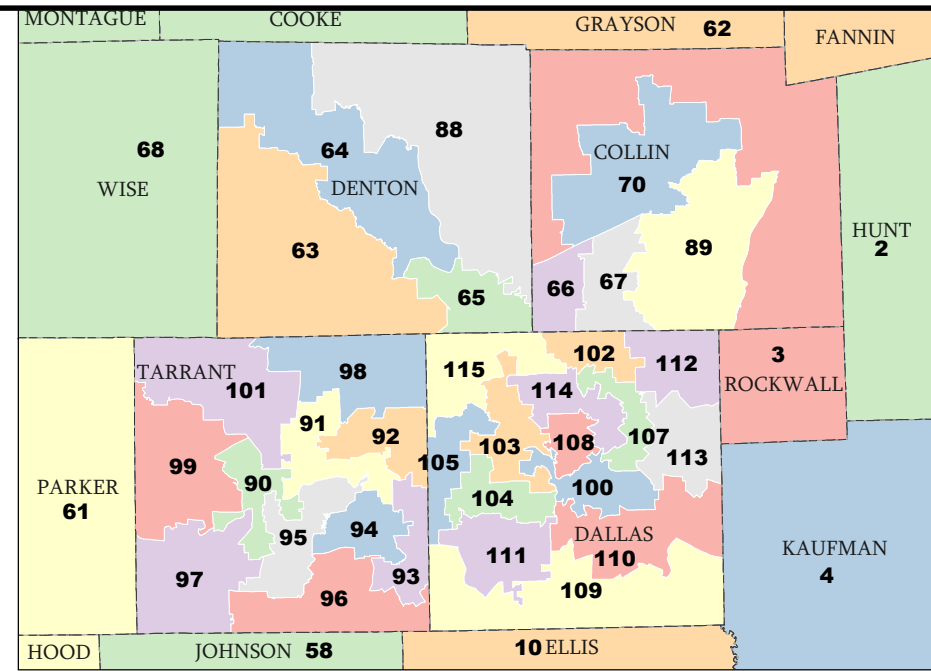 MONTAGUE
COOKE
GRAYSON 62
FANNIN
68
WISE
64
DENTON
88
COLLIN
70
63
89
HUNT
2
65
66
67
TARRANT
101
98
115
102
112
3
ROCKWALL
114
91
92
103
108
107
99
105
113
90
104
100
PARKER
61
95
94
DALLAS
110
KAUFMAN
4
111
97
93
96
109
HOOD
JOHNSON 58
10 ELLIS